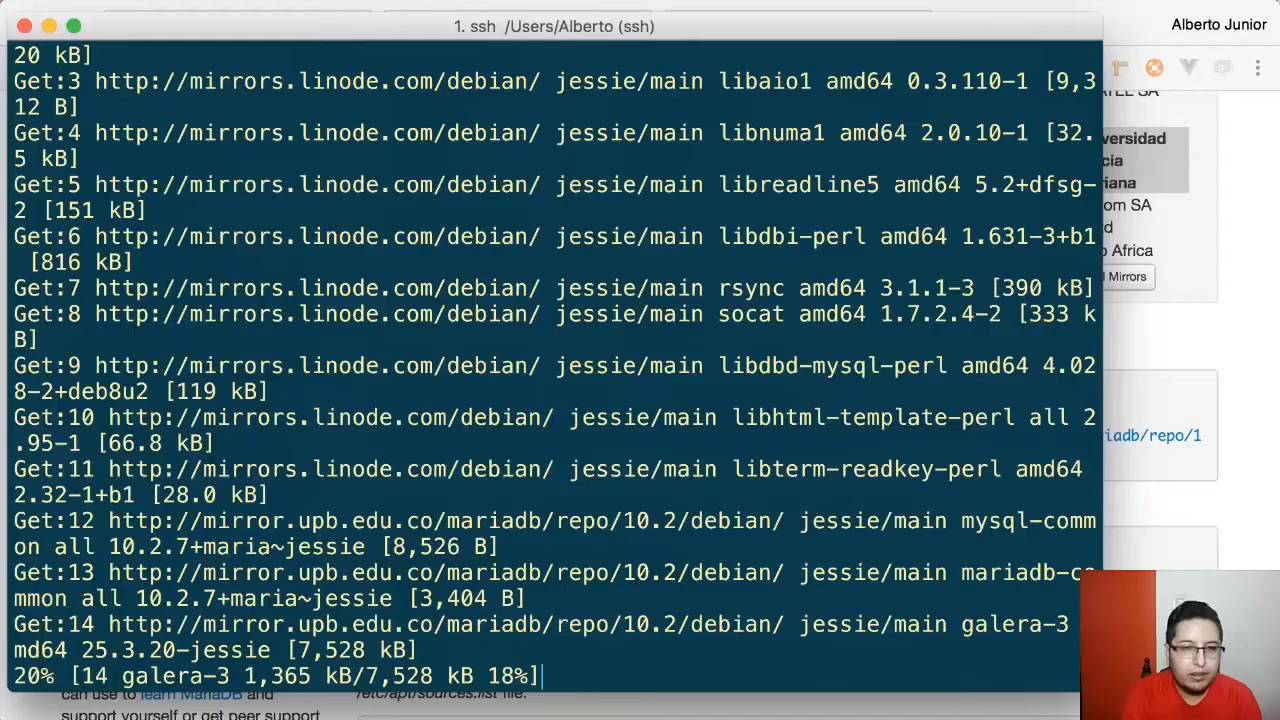 1. ssh /Users/Alberto (ssh)
Alberto Junior
20 kB]
Get:3 http://mirrors.linode.com/debian/ jessie/main libaio1 amd64 0.3.110-1 [9,3
12 B]
Get:4 http://mirrors.linode.com/debian/ jessie/main libnuma1 amd64 2.0.10-1 [32.
5 kB]
Get:5 http://mirrors.linode.com/debian/ jessie/main libreadline5 amd64 5.2+dfsg-
2 [151 kB]
Get:6 http://mirrors.linode.com/debian/ jessie/main libdbi-perl amd64 1.631-3+b1
[816 kB]
Get:7 http://mirrors.linode.com/debian/ jessie/main rsync amd64 3.1.1-3 [390 kB]
Get:8 http://mirrors.linode.com/debian/ jessie/main socat amd64 1.7.2.4-2 [333 k
B]
Get:9 http://mirrors.linode.com/debian/ jessie/main libdbd-mysql-perl amd64 4.02
8-2+deb8u2 [119 kB]
Get:10 http://mirrors.linode.com/debian/ jessie/main libhtml-template-perl all 2
.95-1 [66.8 kB]
Get:11 http://mirrors.linode.com/debian/ jessie/main libterm-readkey-perl amd64
2.32-1+b1 [28.0 kB]
Get:12 http://mirror.upb.edu.co/mariadb/repo/10.2/debian/ jessie/main mysql-comm
on all 10.2.7+maria~jessie [8,526 B]
Get:13 http://mirror.upb.edu.co/mariadb/repo/10.2/debian/ jessie/main mariadb-co
mmon all 10.2.7+maria~jessie [3,404 B]
Get:14 http://mirror.upb.edu.co/mariadb/repo/10.2/debian/ jessie/main galera-3
md64 25.3.20-jessie [7,528 kB]
20% [14 galera-3 1,365 kB/7,528 kB 18%]
versidad
cia
riana
om SA
rd
o Africa
l Mirrors
iadb/repo/1
can use to learn MariaDB and
support yourself or get peer support
/etc/apt/sources.list file: